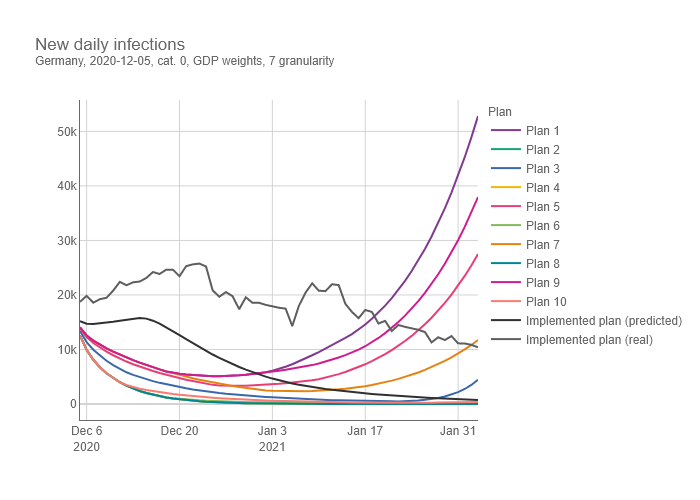 New daily infections
Germany, 2020-12-05, cat. 0, GDP weights, 7 granularity
Plan
50k
40k
30k
20k
10k
0
Dec 6
2020
Dec 20
Jan 3
2021
Jan 17
Jan 31
Plan 1
Plan 2
Plan 3
Plan 4
Plan 5
Plan 6
Plan 7
Plan 8
Plan 9
Plan 10
Implemented plan (predicted)
Implemented plan (real)